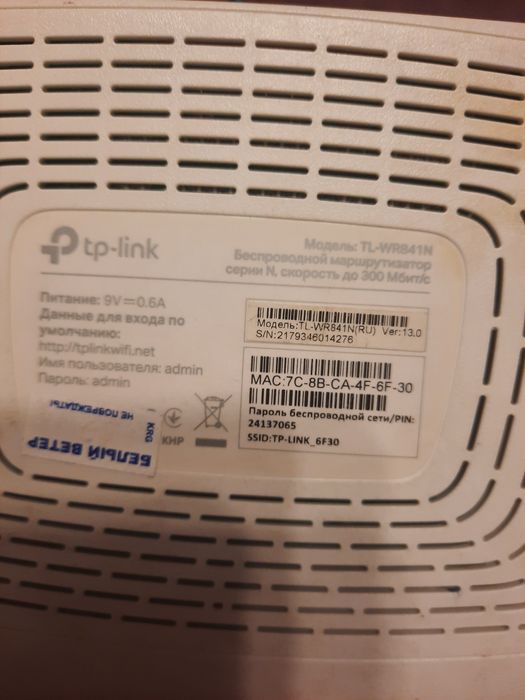 tp-link
Модель: TL-WR841N
Беспроводной маршрутизатор
серии N, скорость до 300 Мбит/с
Питание: 9V⎓0.6A
Данные для входа по
умолчанию:
http://tplinkwifi.net
Имя пользователя: admin
Пароль: admin
Модель:TL-WR841N(RU) Ver:13.0
S/N:2179346014276
MAC:7C-8B-CA-4F-6F-30
Пароль беспроводной сети/PIN:
24137065
SSID:TP-LINK_6F30
КНР
БЕЛЫЙ ВЕТЕР
KRG
НЕ ПОВРЕЖДАТЬ!